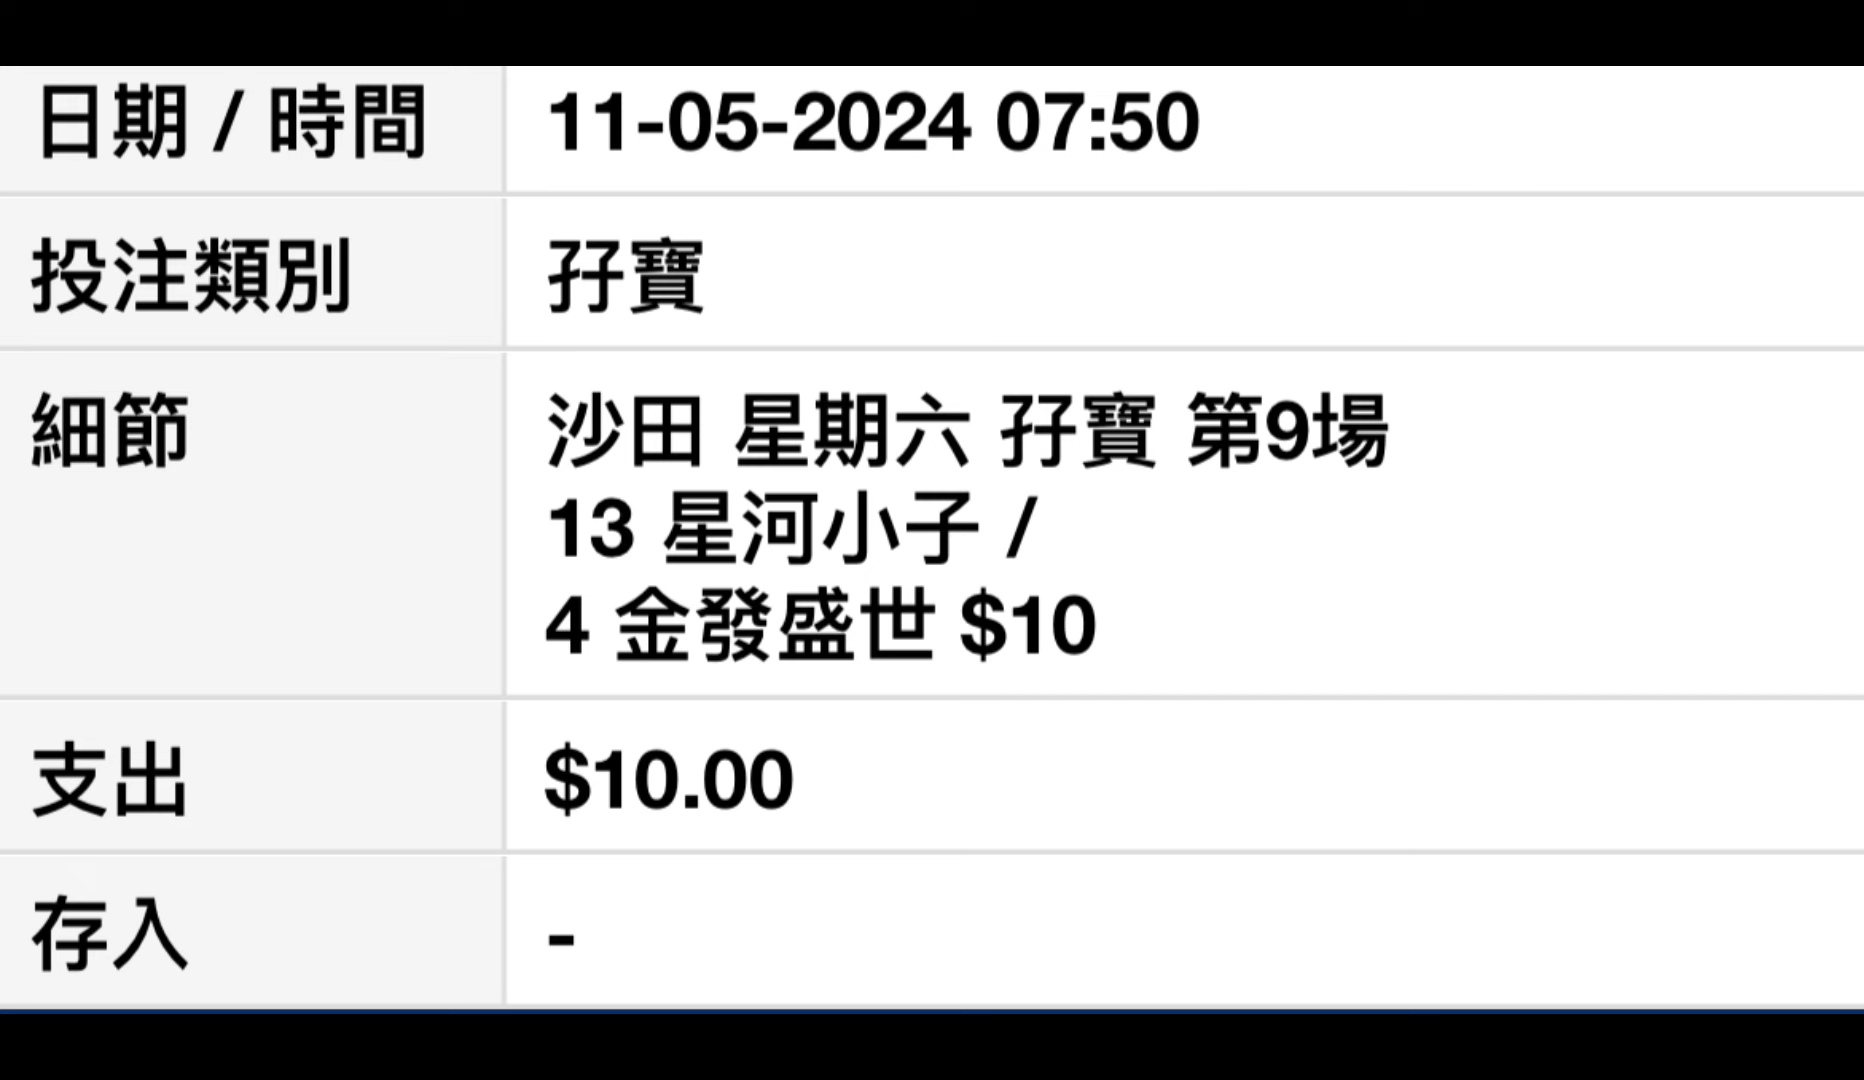 日期 / 時間 11-05-2024 07:50
投注類別 孖寶
細節 沙田 星期六 孖寶 第9場
13 星河小子 /
4 金發盛世 $10
支出 $10.00
存入 -